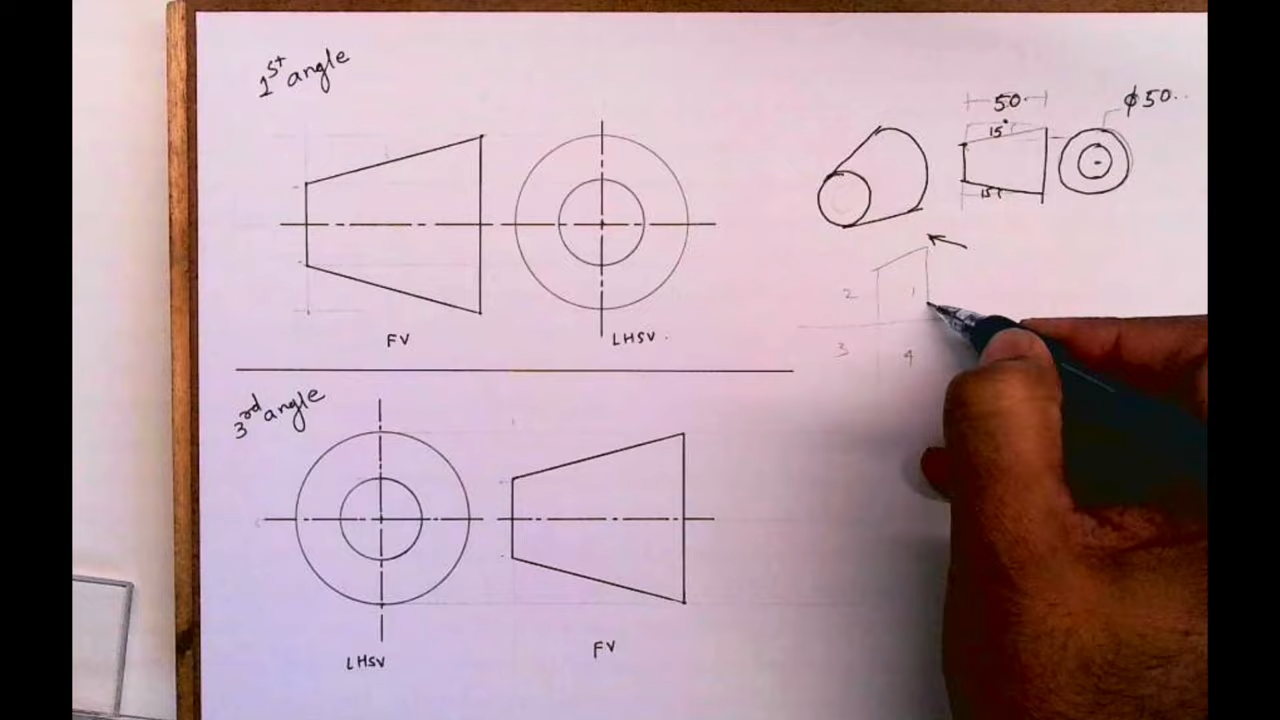 1st angle
FV
LHSV.
3rd angle
LHSV
FV
50
ϕ50..
15°
15°
2
1
3
4